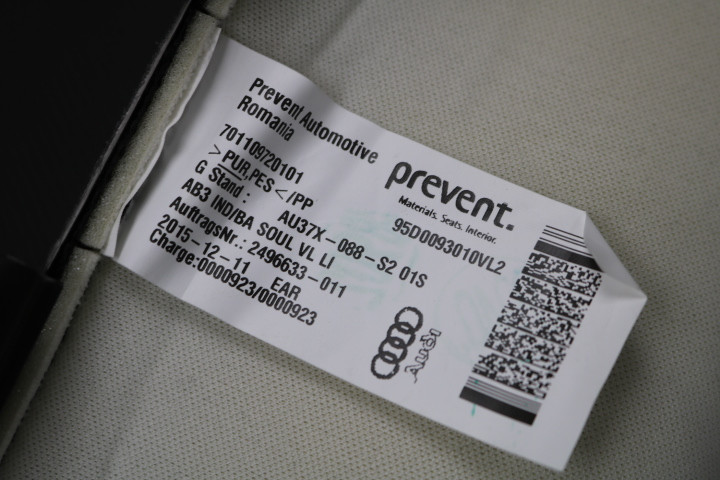 Prevent Automotive
Romania
701109720101
> PUR,PES < /PP
G Stand : AU37X-088-S2 01S
AB3 IND/BA SOUL VL LI
AuftragsNr.: 2496633-011
2015-12-11 EAR
Charge:0000923/0000923
prevent.
Materials. Seats. Interior.
95D0093010VL2
Audi